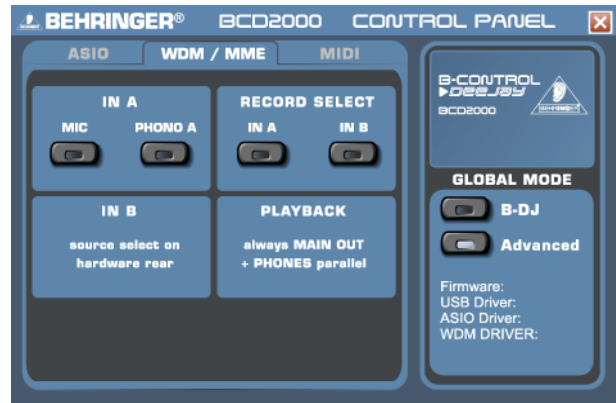 BEHRINGER® BCD2000 CONTROL PANEL
ASIO WDM / MME MIDI
IN A
MIC PHONO A
RECORD SELECT
IN A IN B
IN B
source select on
hardware rear
PLAYBACK
always MAIN OUT
+ PHONES parallel
B-CONTROL
DEEJAY
BCD2000
BEHRINGER
GLOBAL MODE
B-DJ
Advanced
Firmware:
USB Driver:
ASIO Driver:
WDM DRIVER: